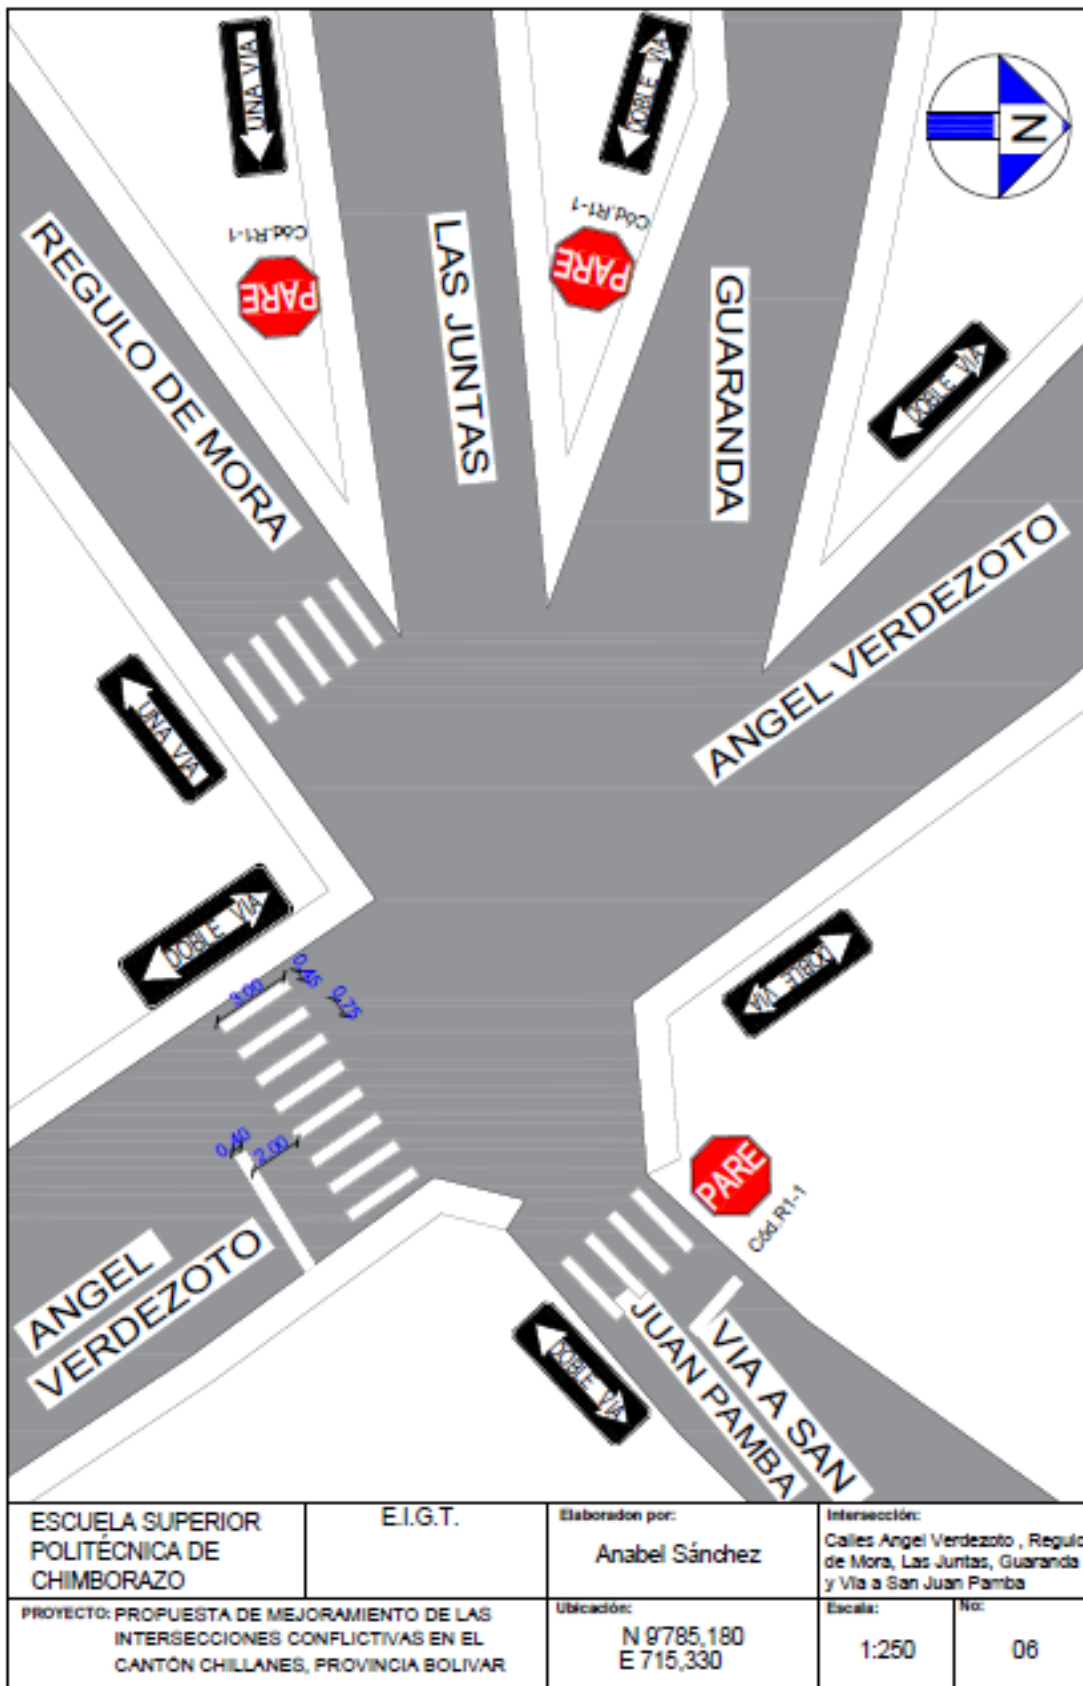 UNA VIA
DOBLE VIA
N
Cód.R1-1
PARE
Cód.R1-1
PARE
REGULO DE MORA
LAS JUNTAS
GUARANDA
DOBLE VIA
ANGEL VERDEZOTO
UNA VIA
DOBLE VIA
DOBLE VIA
3.00
0,45
0,75
0,40
2.00
PARE
Cód.R1-1
ANGEL
VERDEZOTO
DOBLE VIA
VIA A SAN
JUAN PAMBA
ESCUELA SUPERIOR
POLITÉCNICA DE
CHIMBORAZO
E.I.G.T.
Elaboradon por:
Anabel Sánchez
Intersección:
Calles Angel Verdezoto , Regulo
de Mora, Las Juntas, Guaranda
y Vía a San Juan Pamba
PROYECTO: PROPUESTA DE MEJORAMIENTO DE LAS
INTERSECCIONES CONFLICTIVAS EN EL
CANTÓN CHILLANES, PROVINCIA BOLIVAR
Ubicación:
N 9'785,180
E 715,330
Escala:
1:250
No:
06